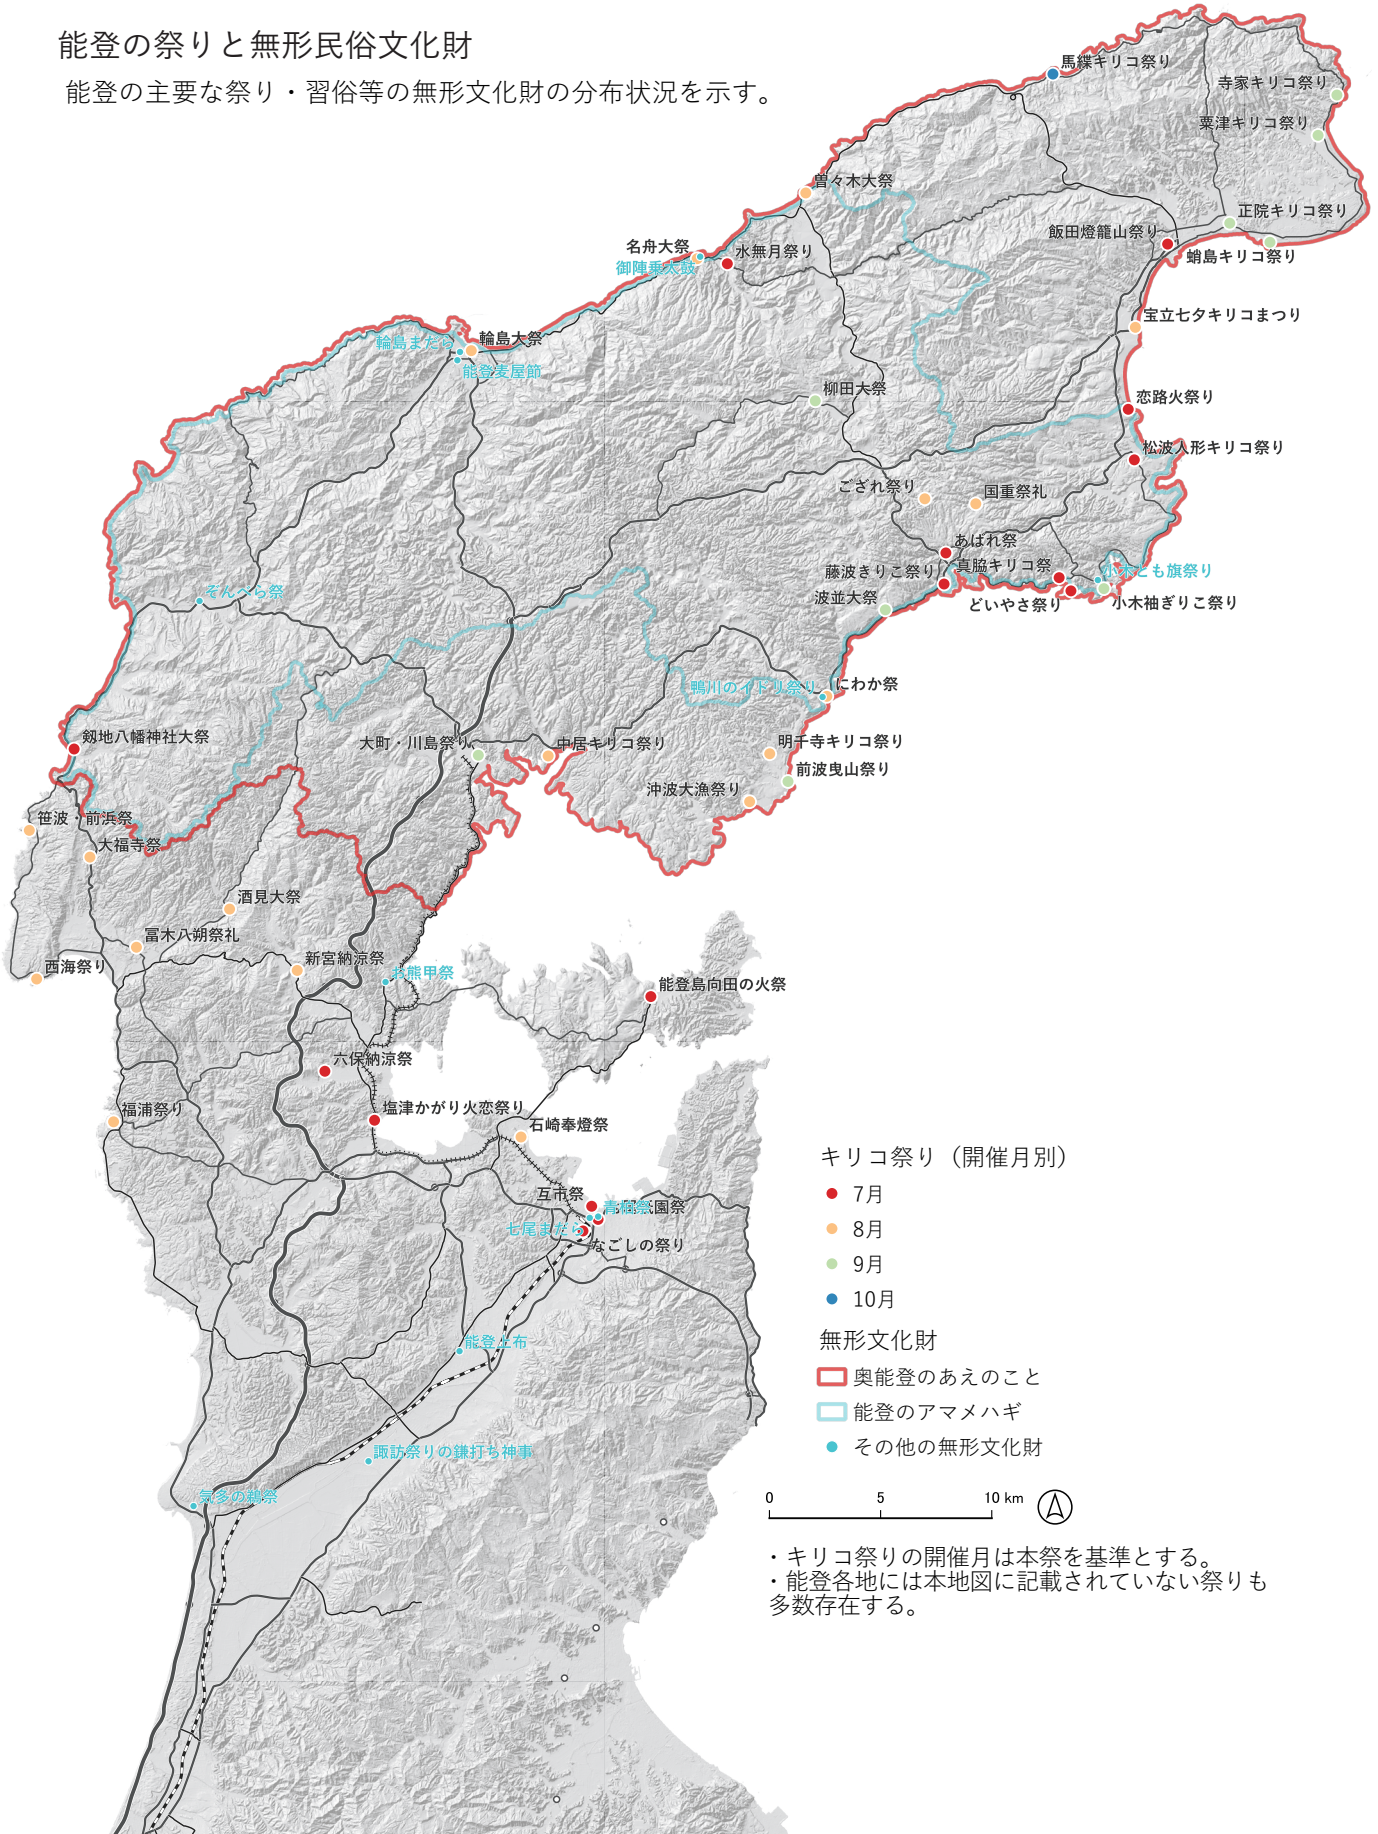 能登の祭りと無形民俗文化財
能登の主要な祭り・習俗等の無形文化財の分布状況を示す。
馬緤キリコ祭り
寺家キリコ祭り
粟津キリコ祭り
曽々木大祭
正院キリコ祭り
飯田燈籠山祭り
名舟大祭
水無月祭り
蛸島キリコ祭り
御陣乗太鼓
宝立七夕キリコまつり
輪島大祭
輪島まだら
能登麦屋節
柳田大祭
恋路火祭り
松波人形キリコ祭り
ござれ祭り
国重祭礼
あばれ祭
真脇キリコ祭
藤波きりこ祭り
小木とも旗祭り
ぞんべら祭
波並大祭
どいやさ祭り
小木袖ぎりこ祭り
鴨川のイドリ祭り
にわか祭
剱地八幡神社大祭
大町・川島祭り
中居キリコ祭り
明千寺キリコ祭り
前波曳山祭り
沖波大漁祭り
笹波・前浜祭
大福寺祭
酒見大祭
冨木八朔祭礼
新宮納涼祭
西海祭り
お熊甲祭
能登島向田の火祭
六保納涼祭
塩津かがり火恋祭り
福浦祭り
石崎奉燈祭
互市祭
青柏祭
祇園祭
七尾まだら
なごしの祭り
能登上布
諏訪祭りの鎌打ち神事
気多の鵜祭
キリコ祭り（開催月別）
7月
8月
9月
10月
無形文化財
奥能登のあえのこと
能登のアマメハギ
その他の無形文化財
0 5 10 km
・キリコ祭りの開催月は本祭を基準とする。
・能登各地には本地図に記載されていない祭りも
多数存在する。